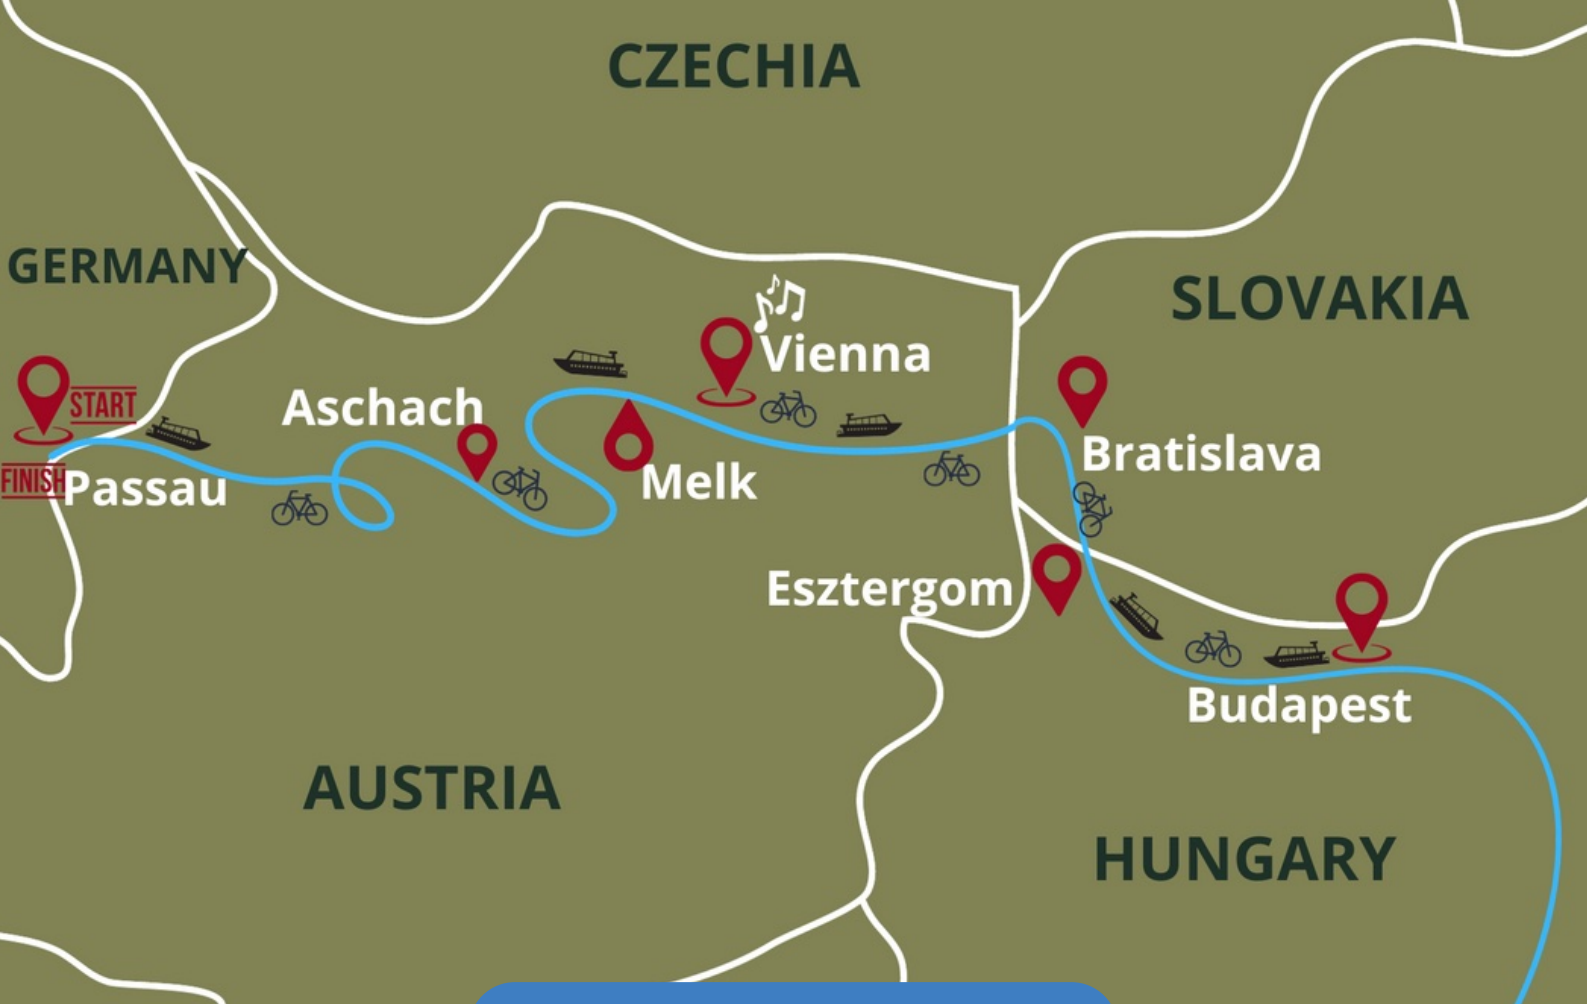 CZECHIA
GERMANY
SLOVAKIA
Vienna
START
Aschach
Bratislava
FINISH
Passau
Melk
Esztergom
Budapest
AUSTRIA
HUNGARY